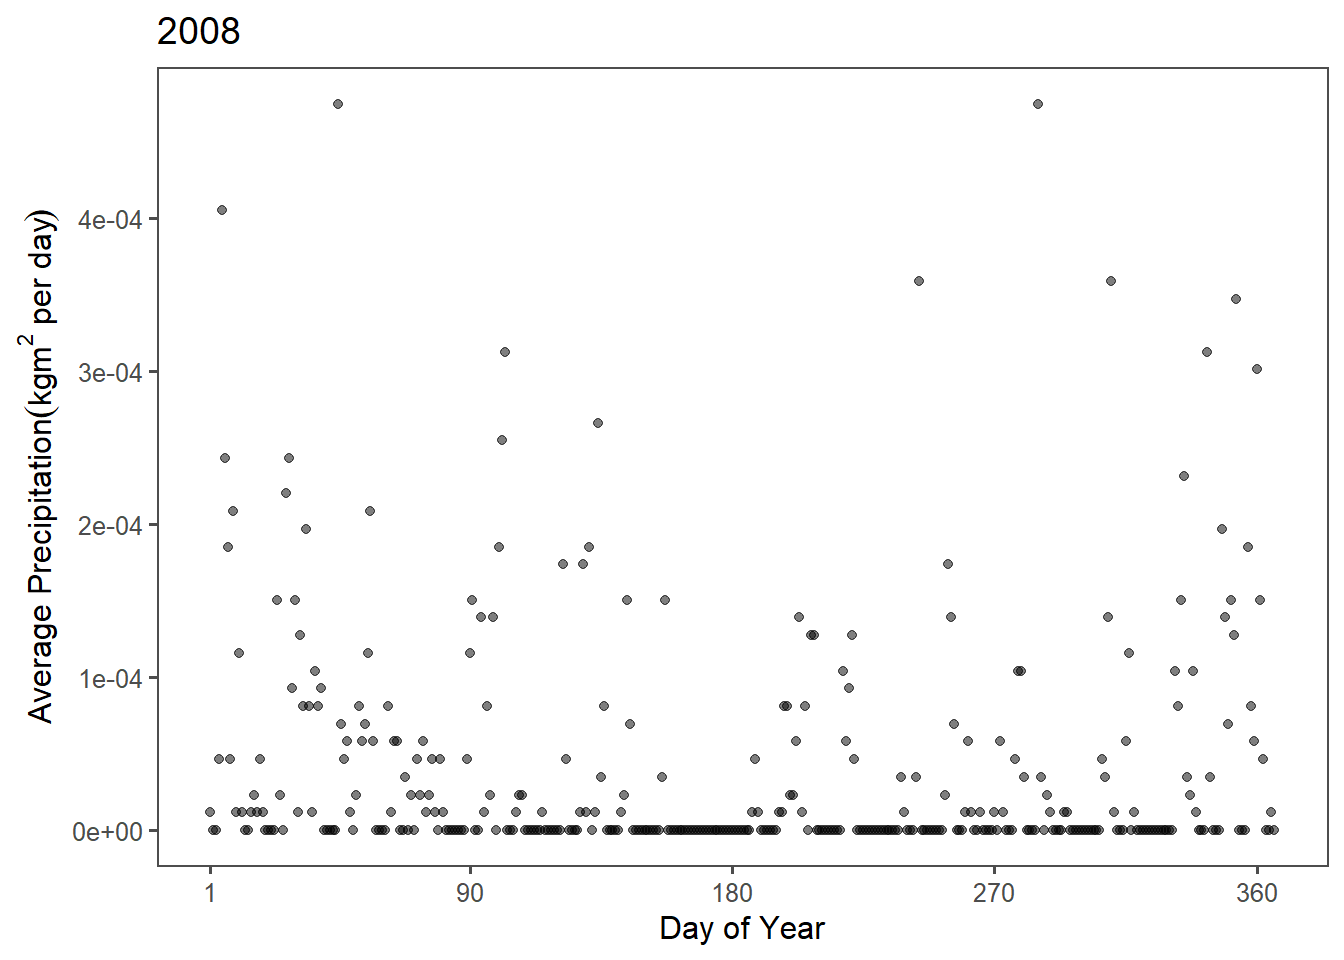 2008
Average Precipitation(kgm² per day)
4e-04
3e-04
2e-04
1e-04
0e+00
1 90 180 270 360
Day of Year